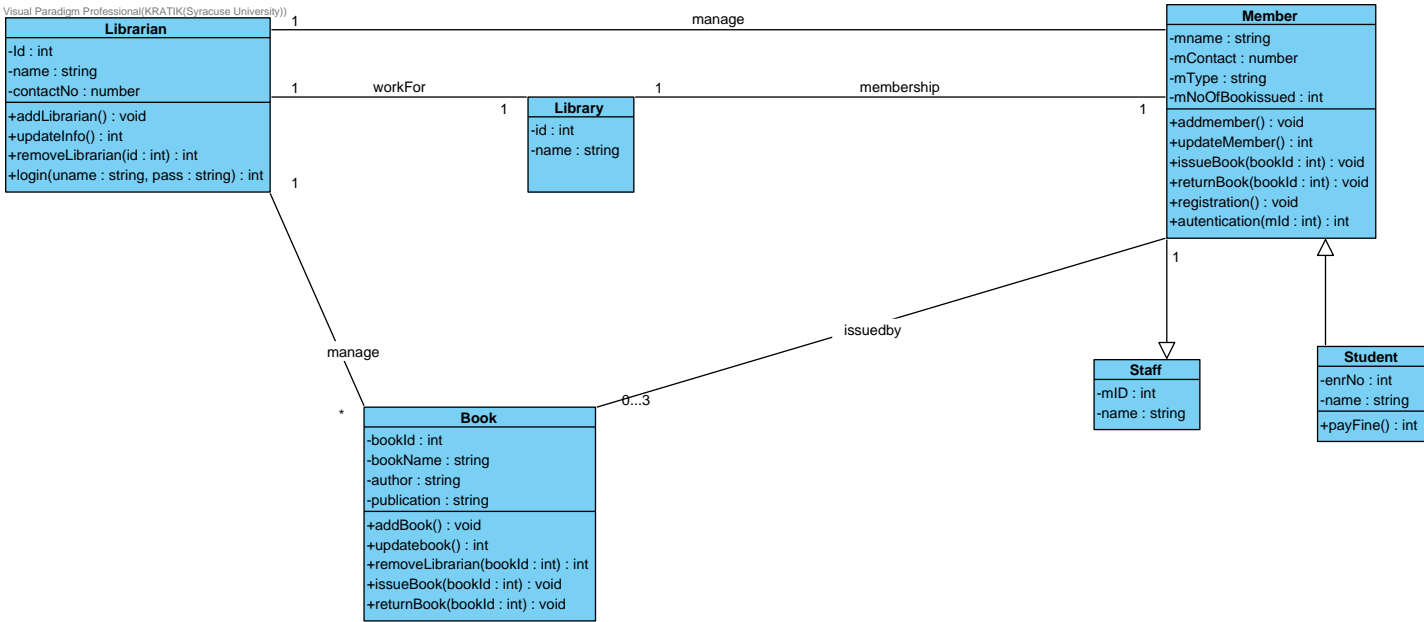 Visual Paradigm Professional(KRATIK(Syracuse University))
Librarian
-Id : int
-name : string
-contactNo : number
+addLibrarian() : void
+updateInfo() : int
+removeLibrarian(id : int) : int
+login(uname : string, pass : string) : int
1
manage
1
workFor
1
Library
-id : int
-name : string
1
membership
1
Member
-mname : string
-mContact : number
-mType : string
-mNoOfBookissued : int
+addmember() : void
+updateMember() : int
+issueBook(bookId : int) : void
+returnBook(bookId : int) : void
+registration() : void
+autentication(mId : int) : int
1
manage
*
issuedby
0...3
1
Book
-bookId : int
-bookName : string
-author : string
-publication : string
+addBook() : void
+updatebook() : int
+removeLibrarian(bookId : int) : int
+issueBook(bookId : int) : void
+returnBook(bookId : int) : void
Staff
-mID : int
-name : string
Student
-enrNo : int
-name : string
+payFine() : int